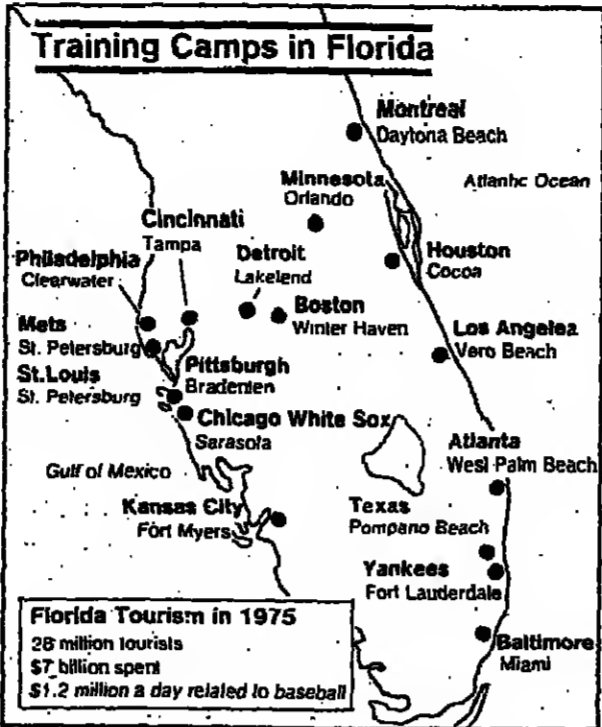 Training Camps in Florida
Montreal
Daytona Beach
Minnesota
Orlando
Atlantic Ocean
Cincinnati
Tampa
Philadelphia
Clearwater
Detroit
Lakelend
Houston
Cocoa
Boston
Winter Haven
Mets
St. Petersburg
Los Angelea
Vero Beach
St.Louis
St. Petersburg
Pittsburgh
Bradenten
Chicago White Sox
Sarasota
Atlanta
West Palm Beach
Gulf of Mexico
Kansas City
Fort Myers
Texas
Pompano Beach
Yankees
Fort Lauderdale
Baltimore
Miami
Florida Tourism in 1975
28 million tourists
$7 billion spent
$1.2 million a day related to baseball